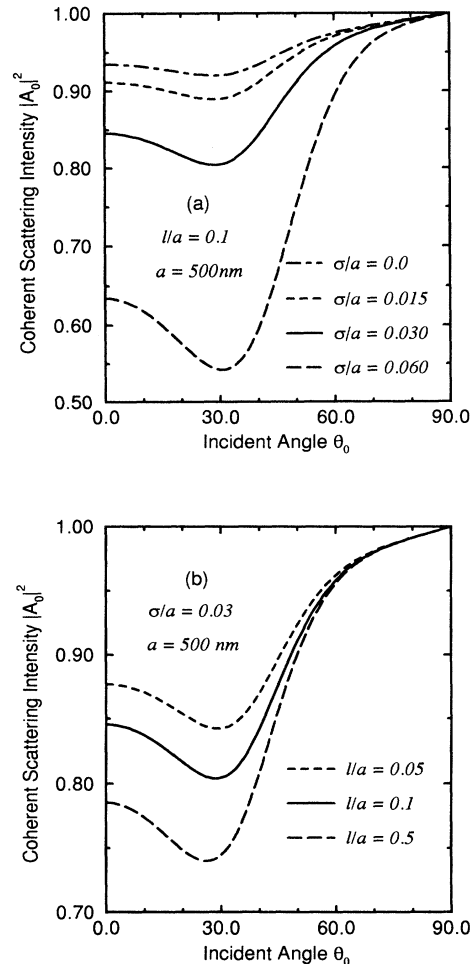 1.00
0.90
0.80
0.70
0.60
0.50
Coherent Scattering Intensity |A₀|²
(a)
l/a = 0.1
a = 500nm
σ/a = 0.0
σ/a = 0.015
σ/a = 0.030
σ/a = 0.060
0.0 30.0 60.0 90.0
Incident Angle θ₀
1.00
0.90
0.80
0.70
Coherent Scattering Intensity |A₀|²
(b)
σ/a = 0.03
a = 500 nm
l/a = 0.05
l/a = 0.1
l/a = 0.5
0.0 30.0 60.0 90.0
Incident Angle θ₀